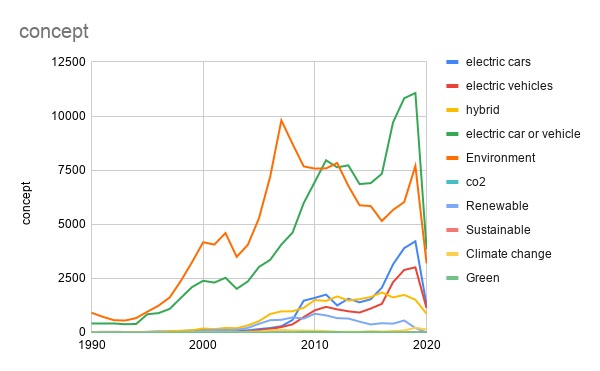 concept
12500
10000
7500
5000
2500
0
concept
1990
2000
2010
2020
electric cars
electric vehicles
hybrid
electric car or vehicle
Environment
co2
Renewable
Sustainable
Climate change
Green